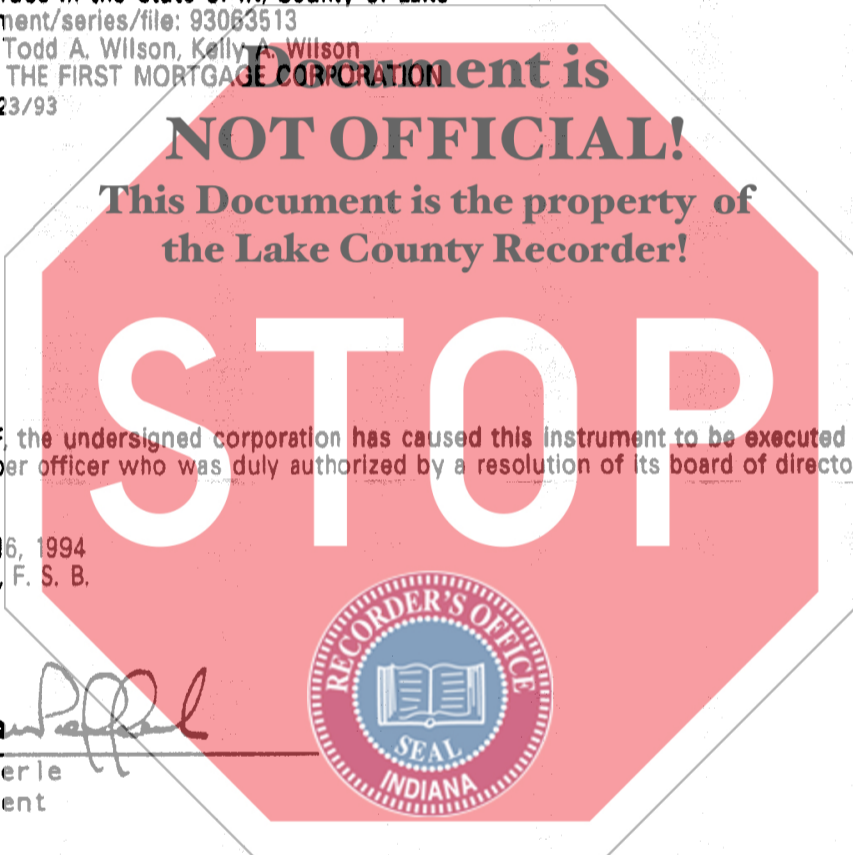 ment/series/file: 93063513
Todd A. Wilson, Kelly A. Wilson
THE FIRST MORTGAGE CORPORATION
23/93
Document is
NOT OFFICIAL!
This Document is the property of
the Lake County Recorder!
STOP
, the undersigned corporation has caused this instrument to be executed
per officer who was duly authorized by a resolution of its board of directo
6, 1994
, F. S. B.
erle
ent
RECORDER'S OFFICE
SEAL
INDIANA